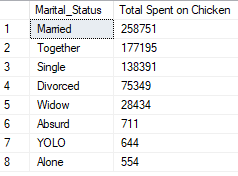 Marital_Status Total Spent on Chicken
1 Married 258751
2 Together 177195
3 Single 138391
4 Divorced 75349
5 Widow 28434
6 Absurd 711
7 YOLO 644
8 Alone 554